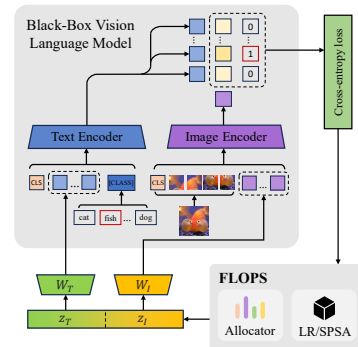 Black-Box Vision
Language Model
0
1
0
Cross-entropy loss
Text Encoder
Image Encoder
CLS
...
[CLASS]
CLS
...
cat
fish
...
dog
W_T
W_I
z_T
z_I
FLOPS
Allocator
LR/SPSA